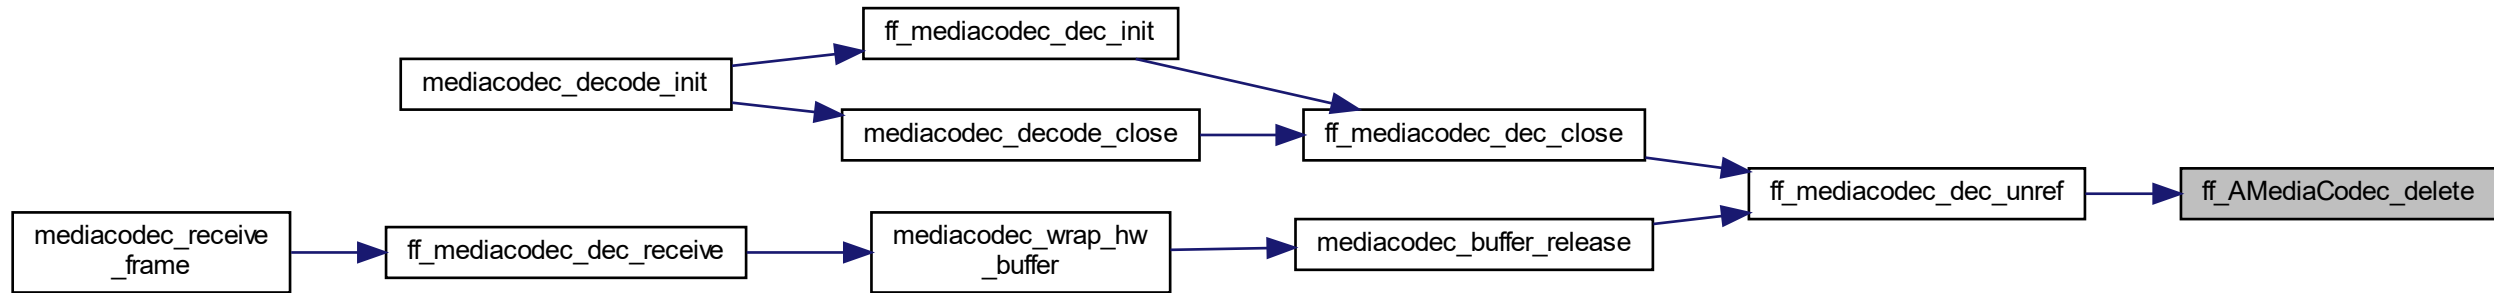 ff_mediacodec_dec_init
mediacodec_decode_init
mediacodec_decode_close
ff_mediacodec_dec_close
ff_mediacodec_dec_unref
ff_AMediaCodec_delete
mediacodec_receive
_frame
ff_mediacodec_dec_receive
mediacodec_wrap_hw
_buffer
mediacodec_buffer_release